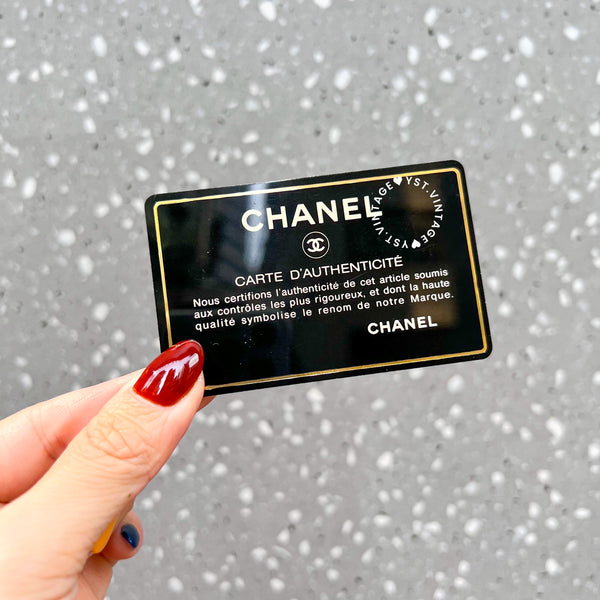 CHANEL
CARTE D'AUTHENTICITÉ
Nous certifions l'authenticité de cet article soumis
aux contrôles les plus rigoureux, et dont la haute
qualité symbolise le renom de notre Marque.
CHANEL
YST.VINTAGE♥YST.VINTAGE♥